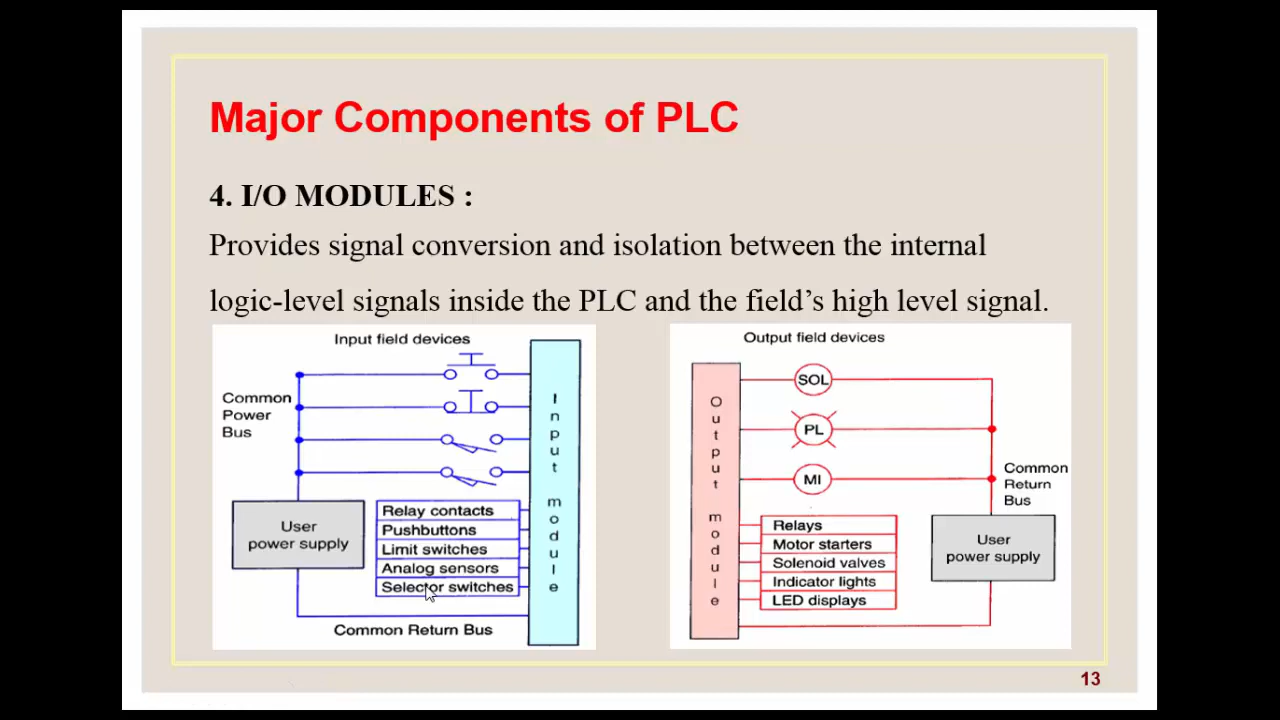 Major Components of PLC
4. I/O MODULES :
Provides signal conversion and isolation between the internal
logic-level signals inside the PLC and the field’s high level signal.
Input field devices
Common
Power
Bus
User
power supply
Relay contacts
Pushbuttons
Limit switches
Analog sensors
Selector switches
Common Return Bus
Input module
Output field devices
Output module
SOL
PL
MI
Common
Return
Bus
Relays
Motor starters
Solenoid valves
Indicator lights
LED displays
User
power supply
13